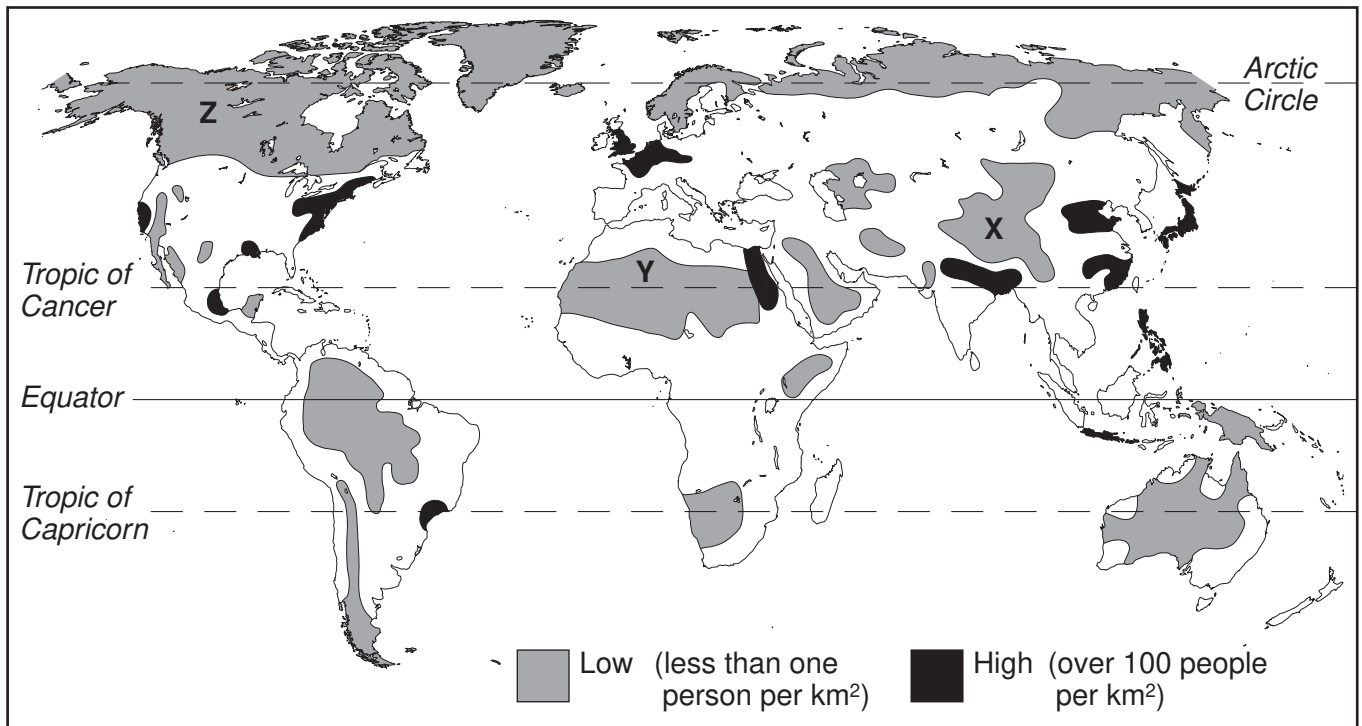 Arctic
Circle
Z
X
Y
Tropic of
Cancer
Equator
Tropic of
Capricorn
Low (less than one
person per km²)
High (over 100 people
per km²)